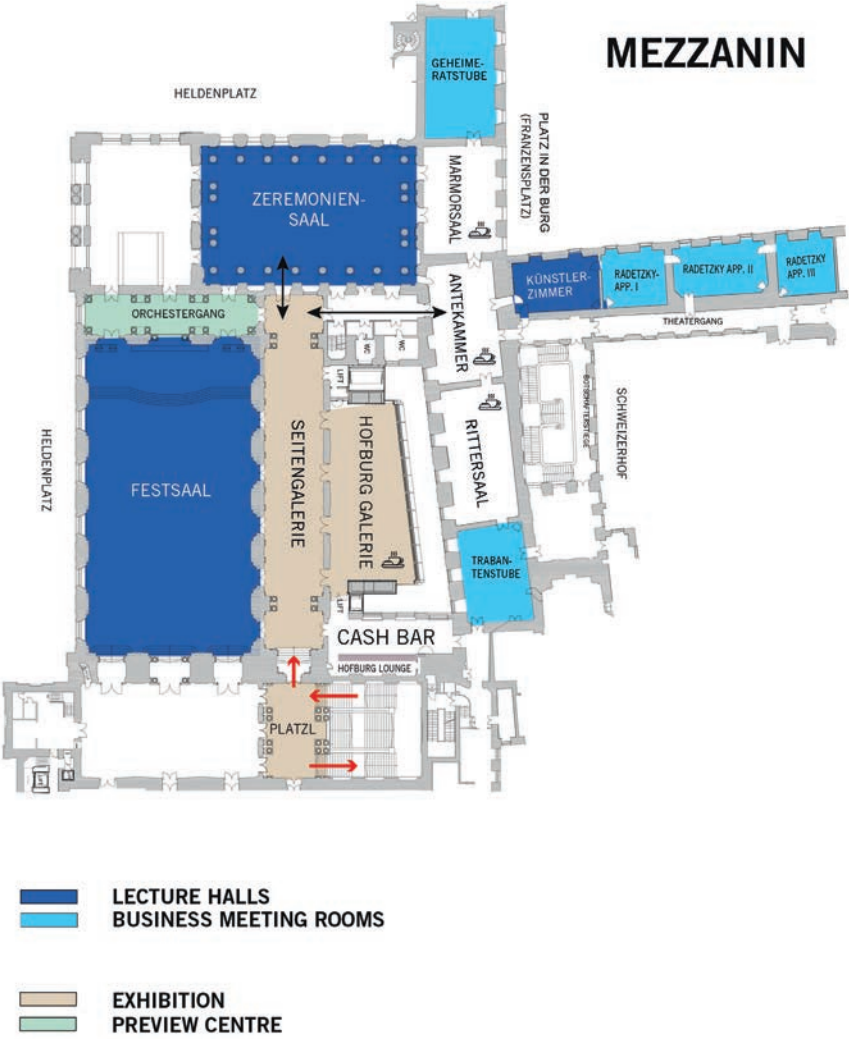 MEZZANIN
GEHEIME-
RATSTUBE
HELDENPLATZ
PLATZ IN DER BURG
(FRANZENSPLATZ)
MARMORSAAL
ZEREMONIEN-
SAAL
KÜNSTLER-
ZIMMER
RADETZKY-
APP. I
RADETZKY APP. II
RADETZKY
APP. III
ANTEKAMMER
ORCHESTERGANG
THEATERGANG
WC
WC
LIFT
BOTSCHAFTERSTIEGE
SCHWEIZERHOF
HELDENPLATZ
FESTSAAL
SEITENGALERIE
HOFBURG GALERIE
RITTERSAAL
TRABAN-
TENSTUBE
LIFT
CASH BAR
HOFBURG LOUNGE
PLATZL
LIFT
LECTURE HALLS
BUSINESS MEETING ROOMS
EXHIBITION
PREVIEW CENTRE